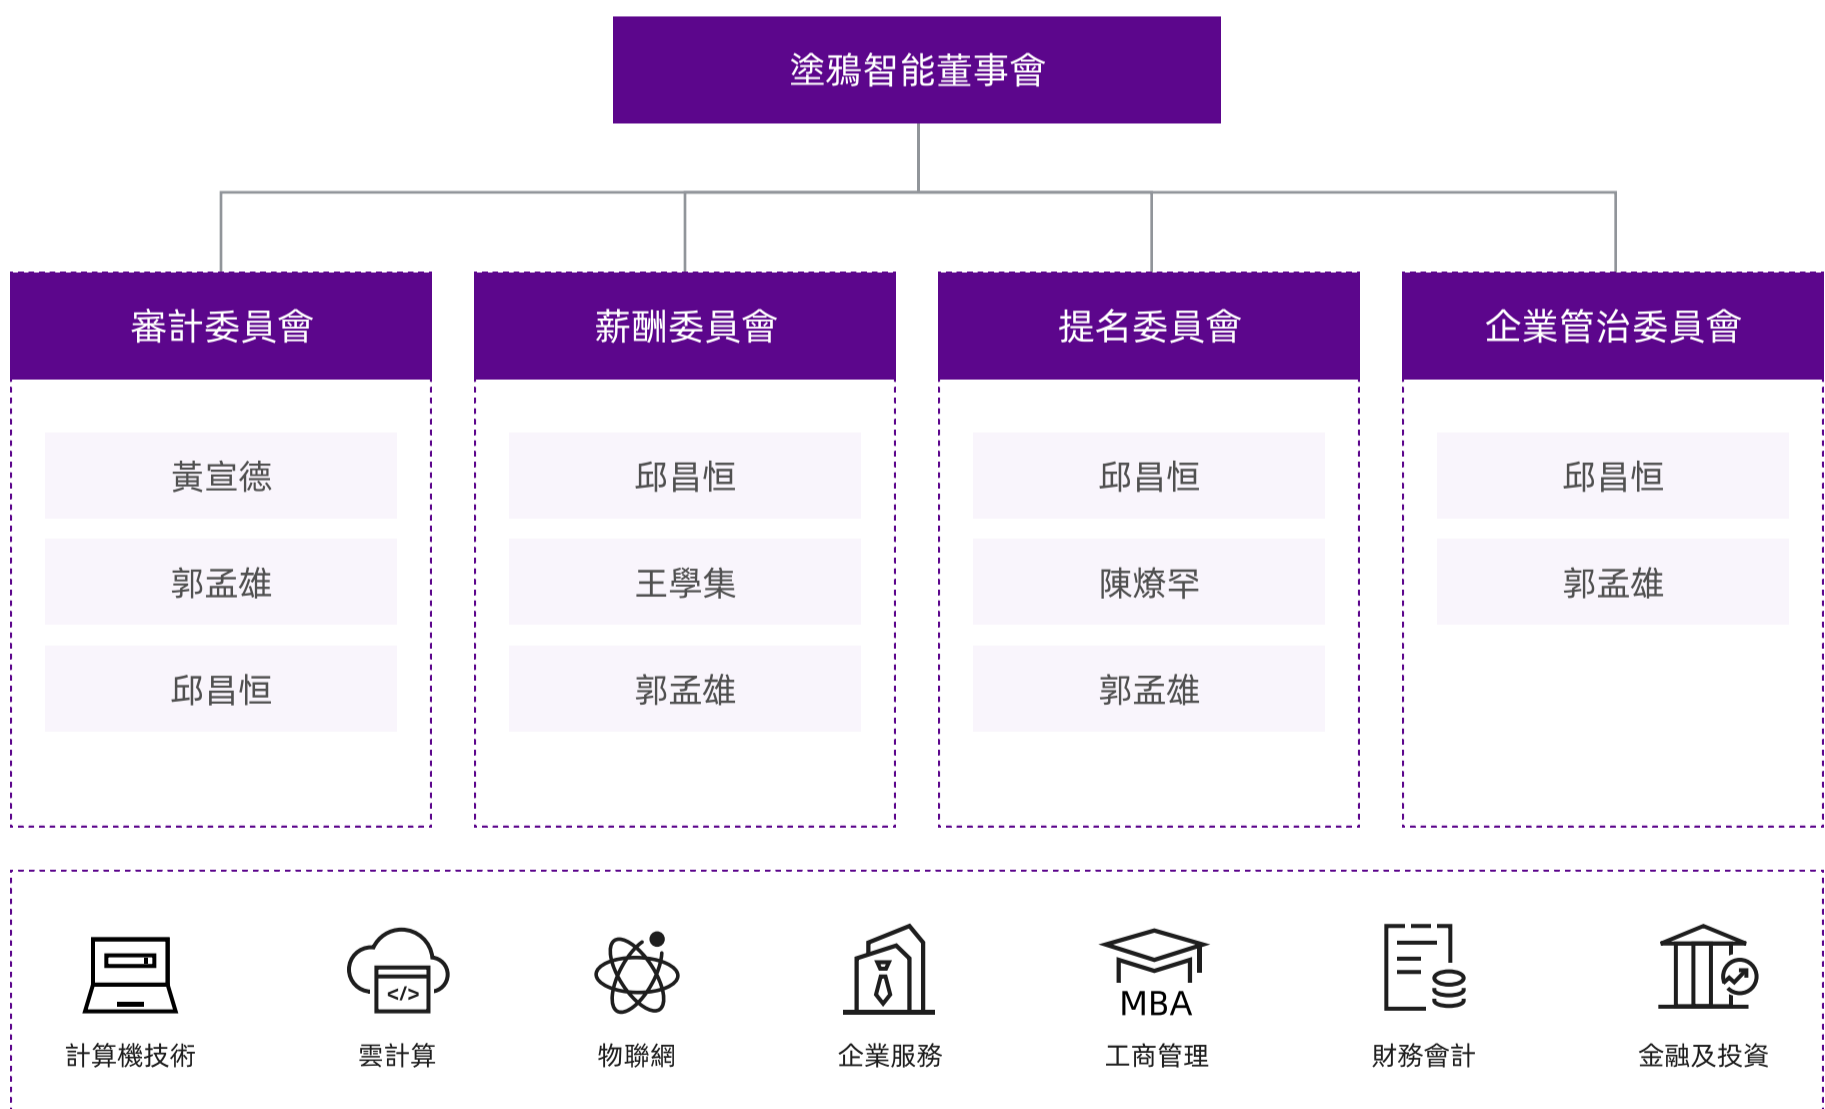 塗鴉智能董事會
審計委員會
薪酬委員會
提名委員會
企業管治委員會
黃宣德
郭孟雄
邱昌恒
邱昌恒
王學集
郭孟雄
邱昌恒
陳燎罕
郭孟雄
邱昌恒
郭孟雄
</>
MBA
計算機技術
雲計算
物聯網
企業服務
工商管理
財務會計
金融及投資